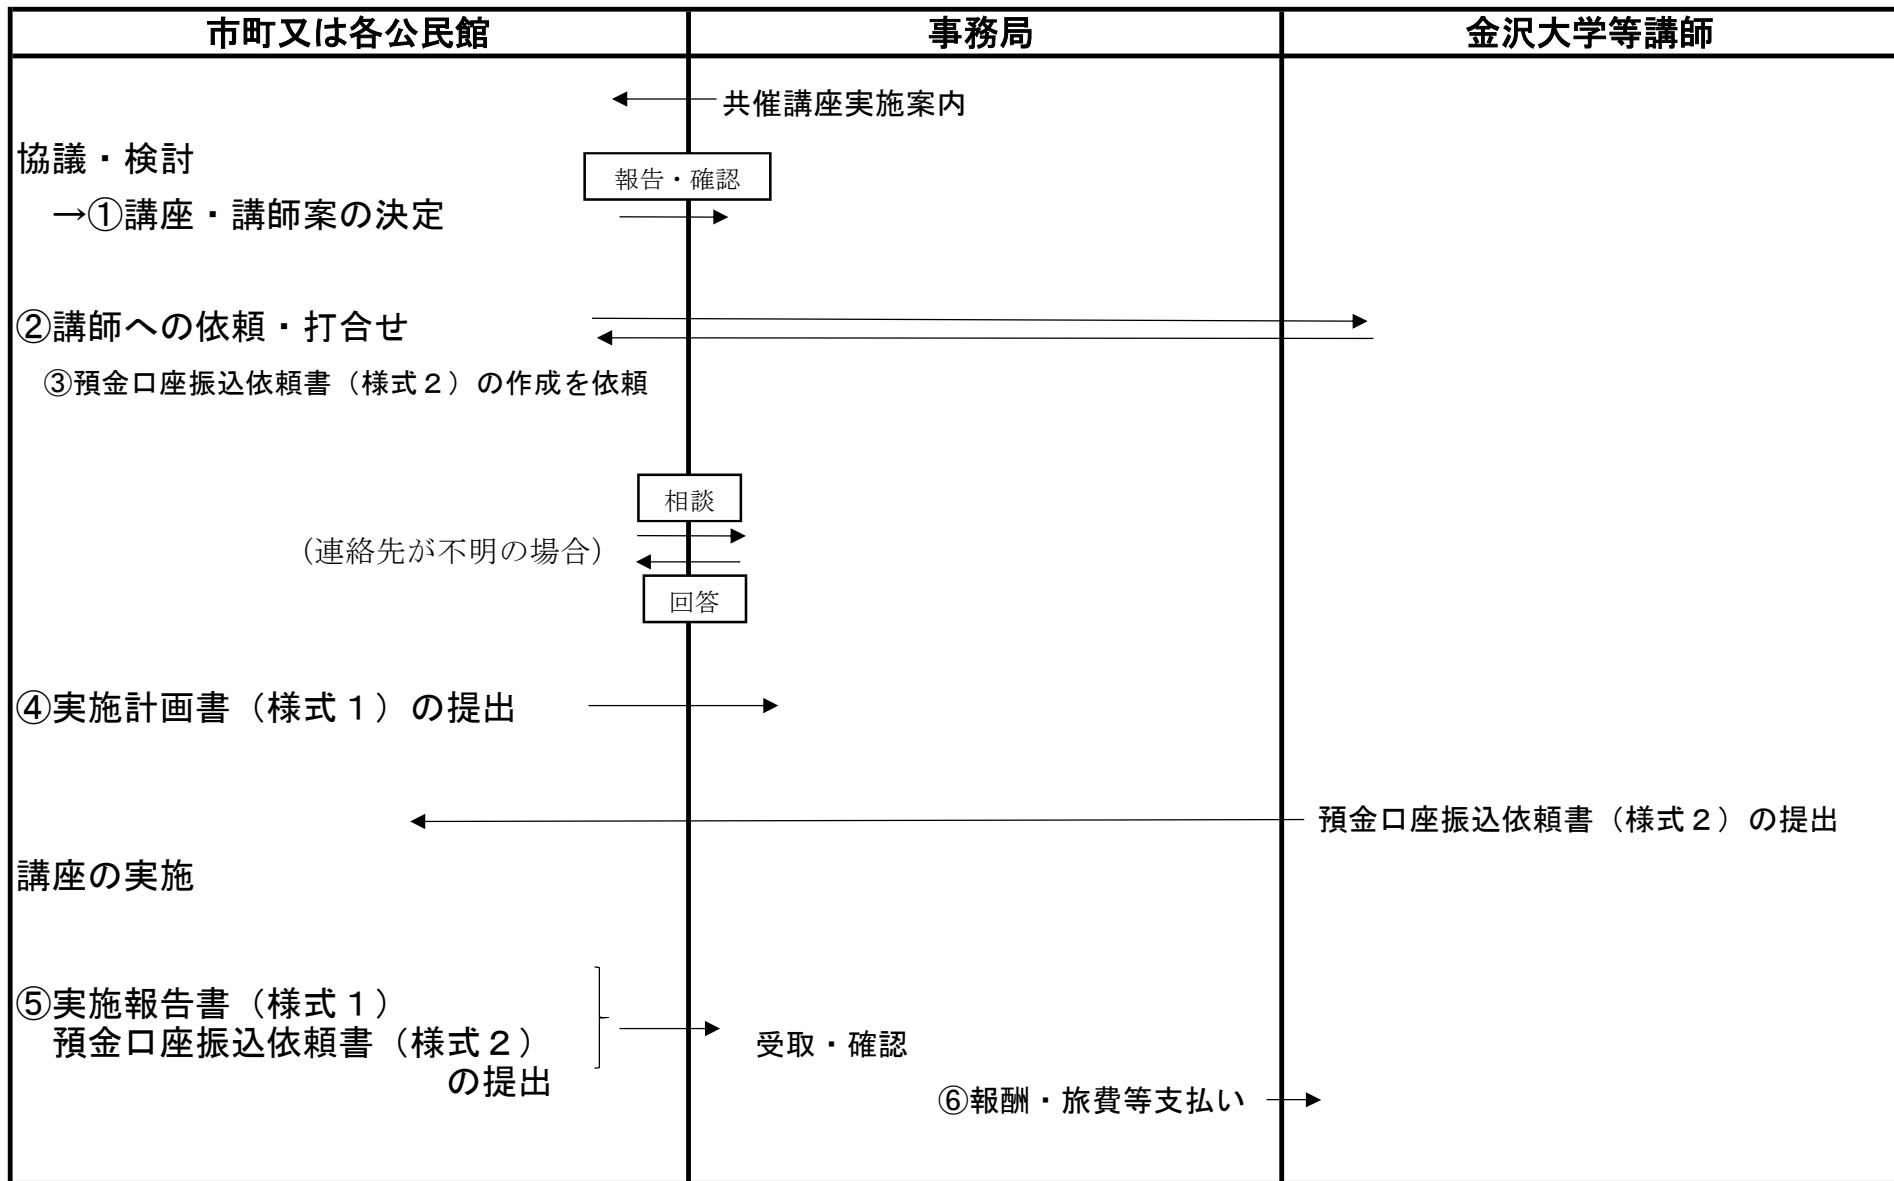 市町又は各公民館
事務局
金沢大学等講師
共催講座実施案内
協議・検討
報告・確認
→①講座・講師案の決定
②講師への依頼・打合せ
③預金口座振込依頼書（様式２）の作成を依頼
相談
（連絡先が不明の場合）
回答
④実施計画書（様式１）の提出
預金口座振込依頼書（様式２）の提出
講座の実施
⑤実施報告書（様式１）
預金口座振込依頼書（様式２）
の提出
受取・確認
⑥報酬・旅費等支払い